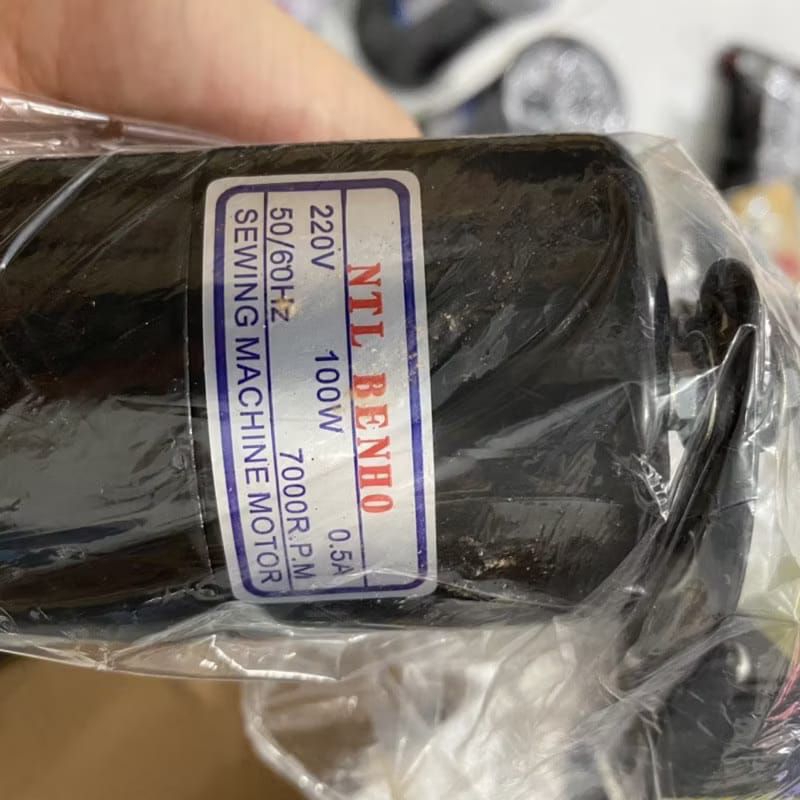 NTL BENHO
220V 100W 0.5A
50/60Hz 7000R.P.M
SEWING MACHINE MOTOR